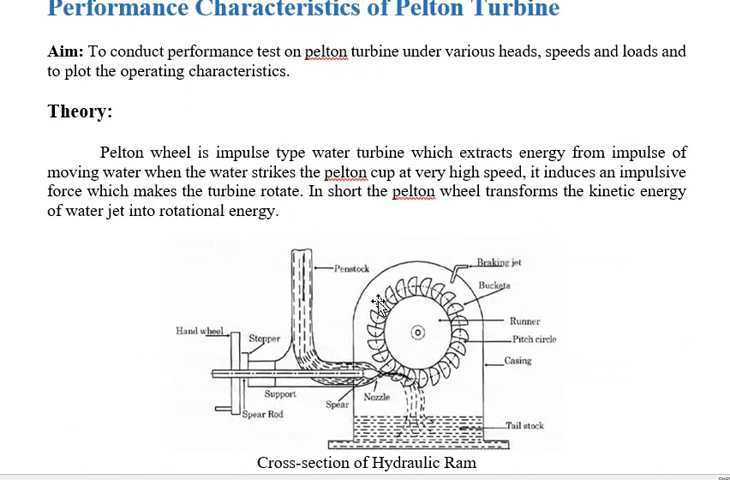 Performance Characteristics of Pelton Turbine
Aim: To conduct performance test on pelton turbine under various heads, speeds and loads and
to plot the operating characteristics.
Theory:
Pelton wheel is impulse type water turbine which extracts energy from impulse of
moving water when the water strikes the pelton cup at very high speed, it induces an impulsive
force which makes the turbine rotate. In short the pelton wheel transforms the kinetic energy
of water jet into rotational energy.
Braking jet
Penstock
Buckets
Runner
Hand wheel
Stopper
Pitch circle
Casing
Support
Nozzle
Spear
Spear Rod
Tail stock
Cross-section of Hydraulic Ram